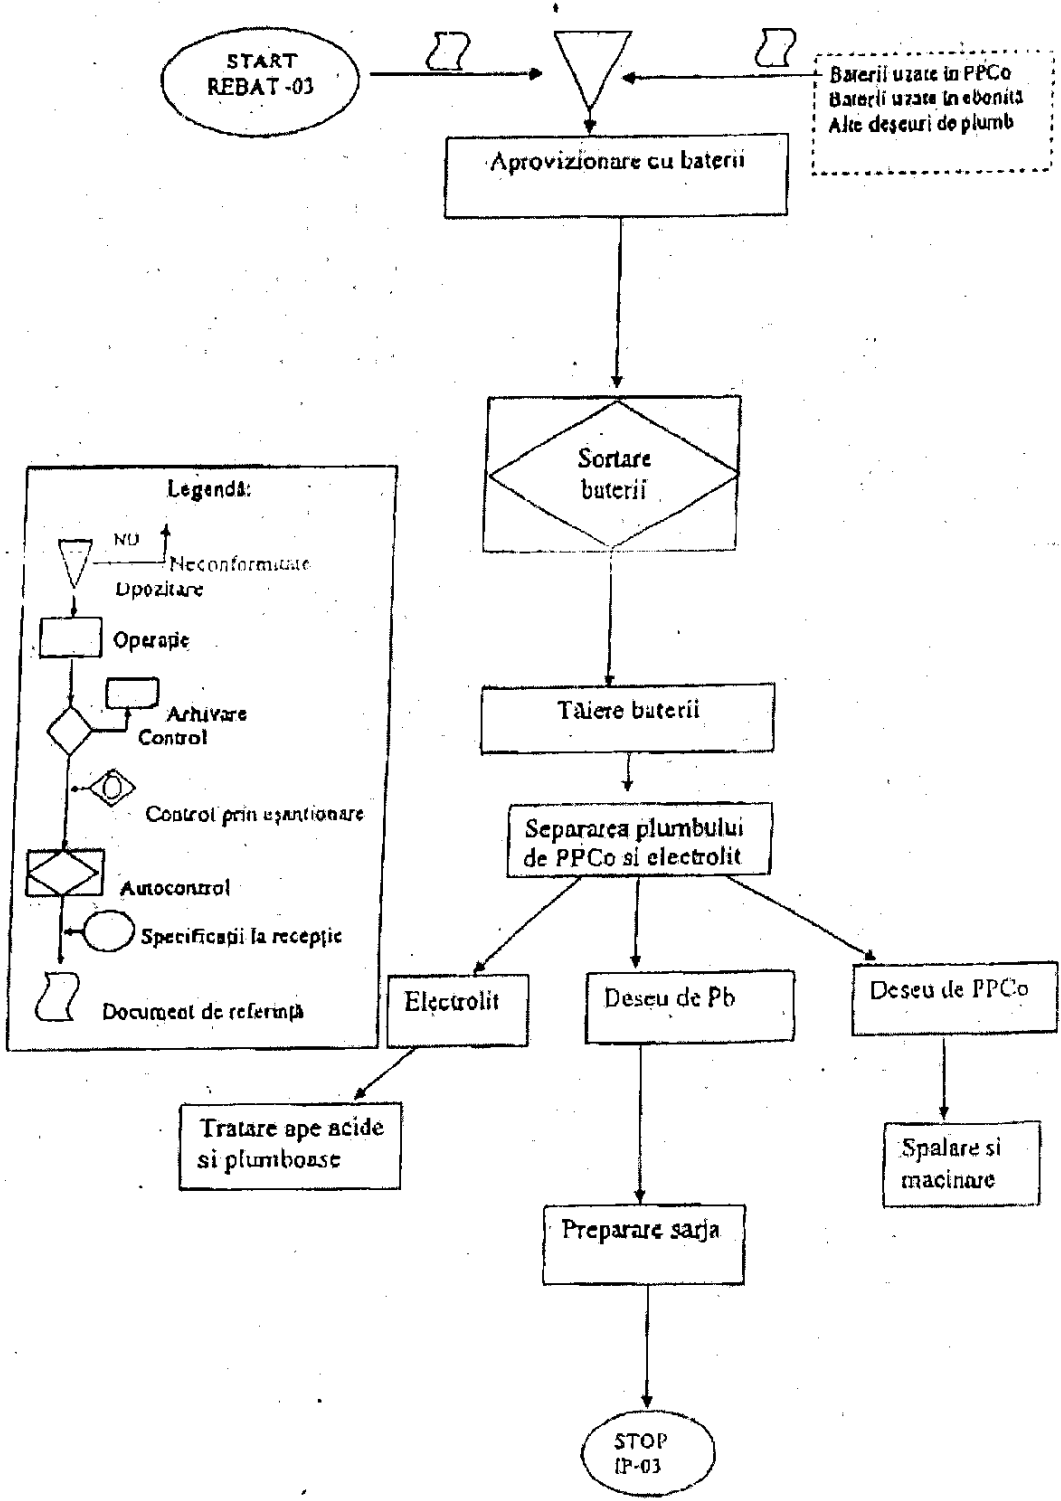 START
REBAT -03
Baterii uzate in PPCo
Baterii uzate în ebonită
Alte deşeuri de plumb
Aprovizionare cu baterii
Sortare
baterii
Legendă:
NU
Neconformitate
Dpozitare
Operaţie
Arhivare
Control
Control prin eşantionare
Autocontrol
Specificaţii la recepţie
Document de referinţă
Tăiere baterii
Separarea plumbului
de PPCo si electrolit
Electrolit
Deseu de Pb
Deseu de PPCo
Tratare ape acide
si plumboase
Spalare si
macinare
Preparare sarja
STOP
IP-03